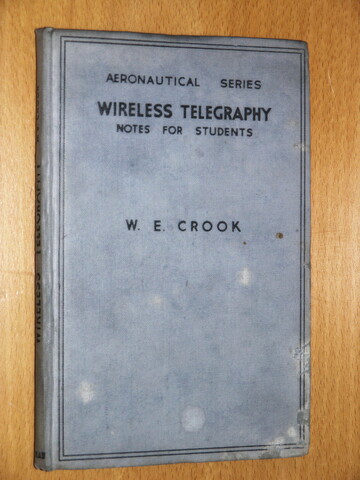 AERONAUTICAL SERIES
WIRELESS TELEGRAPHY
NOTES FOR STUDENTS
W. E. CROOK
WIRELESS TELEGRAPHY